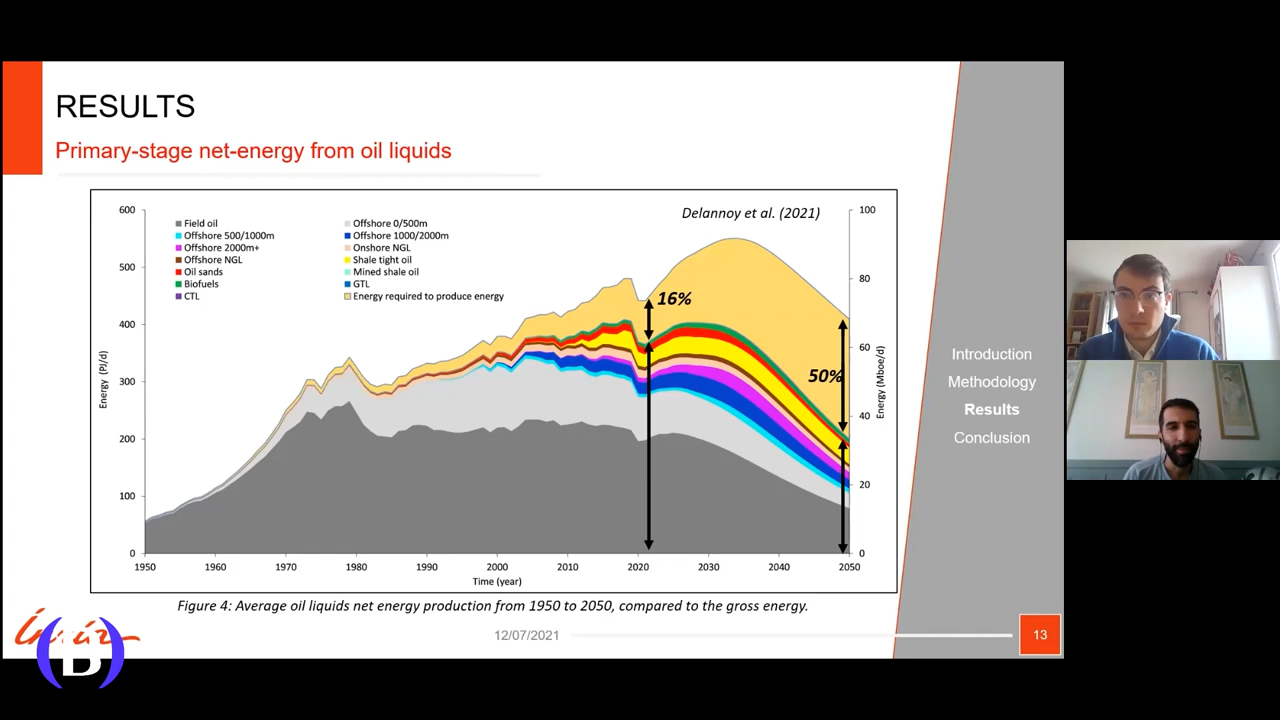 RESULTS
Primary-stage net-energy from oil liquids
Delannoy et al. (2021)
600
500
400
300
200
100
0
Energy (PJ/d)
100
80
60
40
20
0
Energy (Mboe/d)
Field oil
Offshore 0/500m
Offshore 500/1000m
Offshore 1000/2000m
Offshore 2000m+
Onshore NGL
Offshore NGL
Shale tight oil
Oil sands
Mined shale oil
Biofuels
GTL
CTL
Energy required to produce energy
16%
50%
1950 1960 1970 1980 1990 2000 2010 2020 2030 2040 2050
Time (year)
Figure 4: Average oil liquids net energy production from 1950 to 2050, compared to the gross energy.
Introduction
Methodology
Results
Conclusion
Inria
B
12/07/2021
13